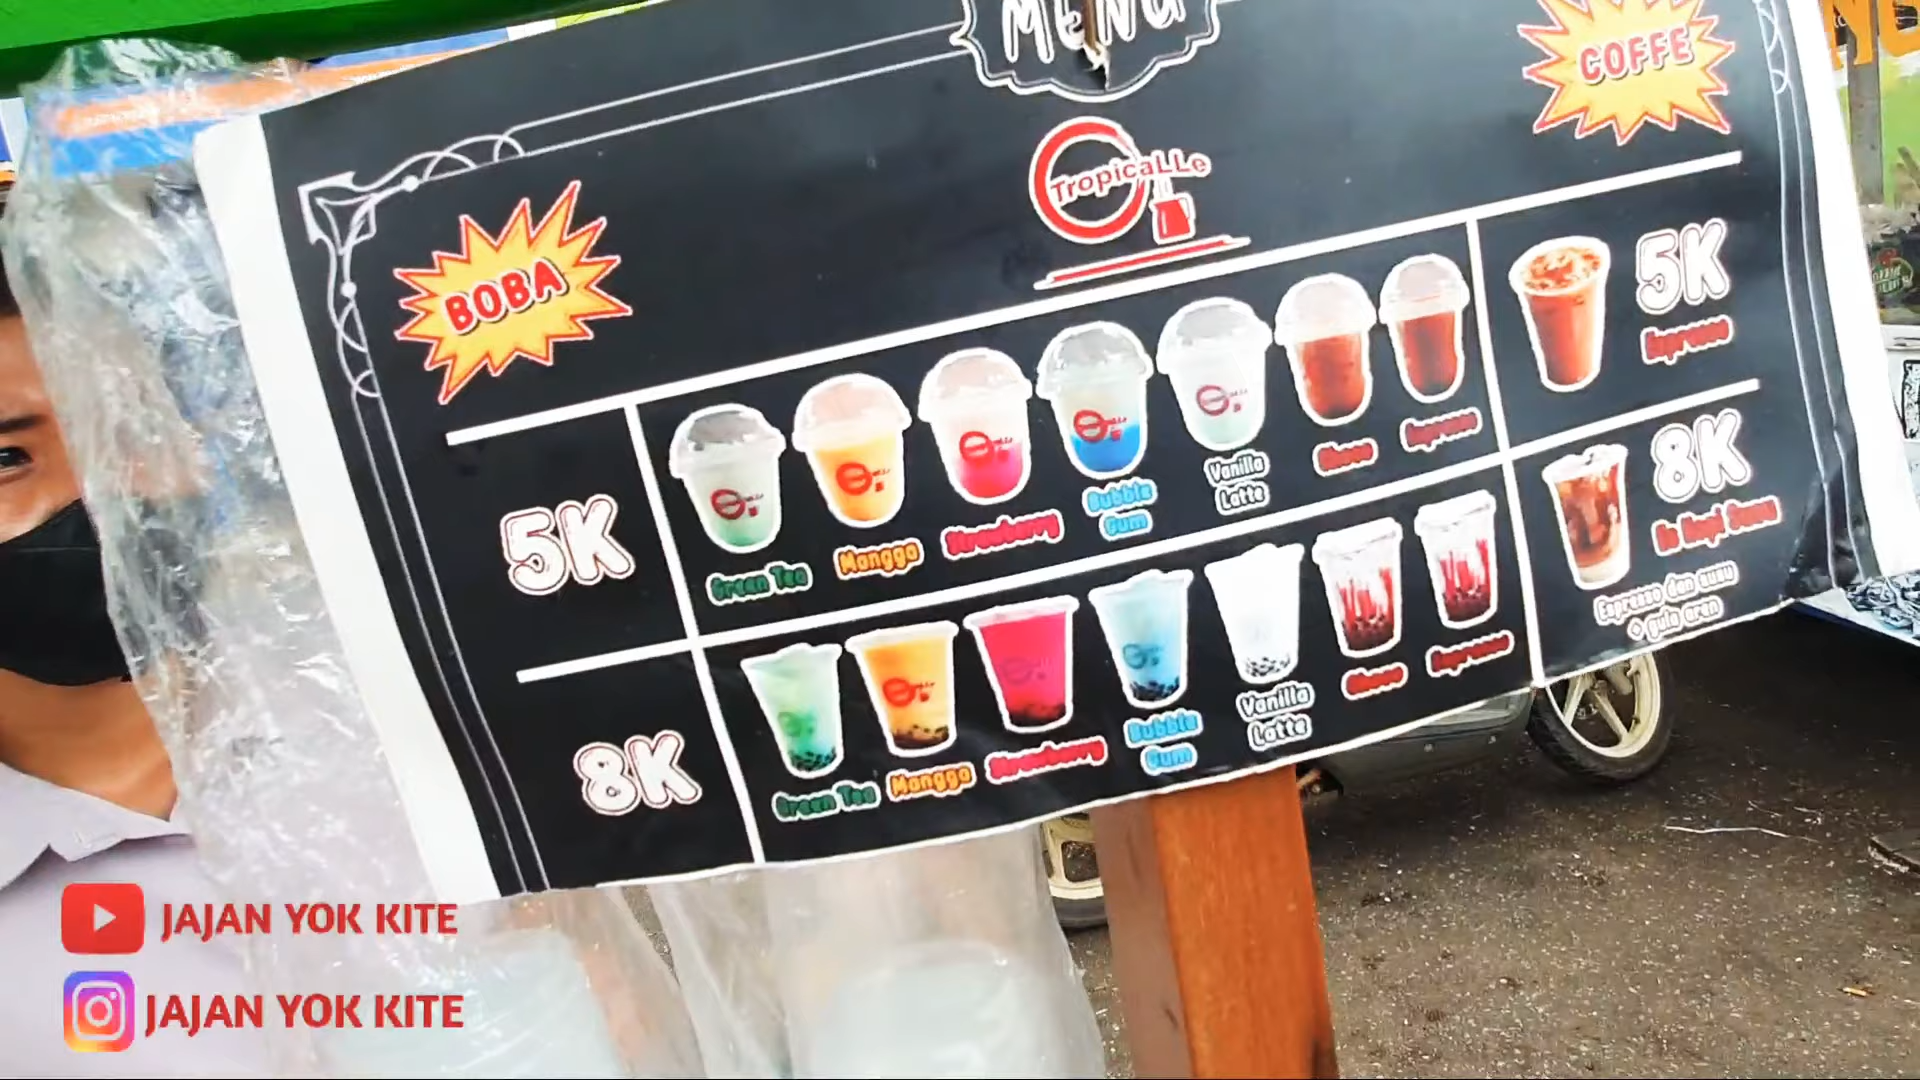 MENU
COFFE
TropicaLLe
BOBA
5K
Green Tea
Mangga
Strawberry
Bubble
Gum
Vanilla
Latte
Choco
Espresso
5K
Espresso
8K
Green Tea
Mangga
Strawberry
Bubble
Gum
Vanilla
Latte
Choco
Espresso
8K
Es Kopi Susu
Espresso dan susu
+ gula aren
JAJAN YOK KITE
JAJAN YOK KITE